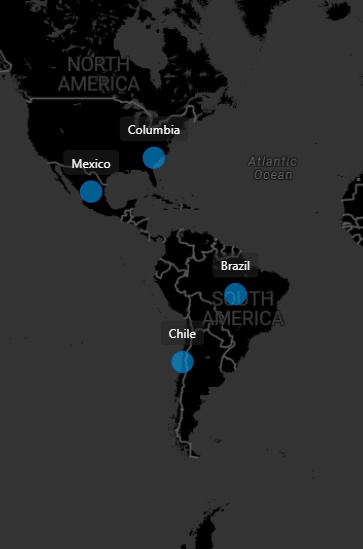 NORTH
AMERICA
Columbia
Mexico
Atlantic
Ocean
Brazil
SOUTH
AMERICA
Chile